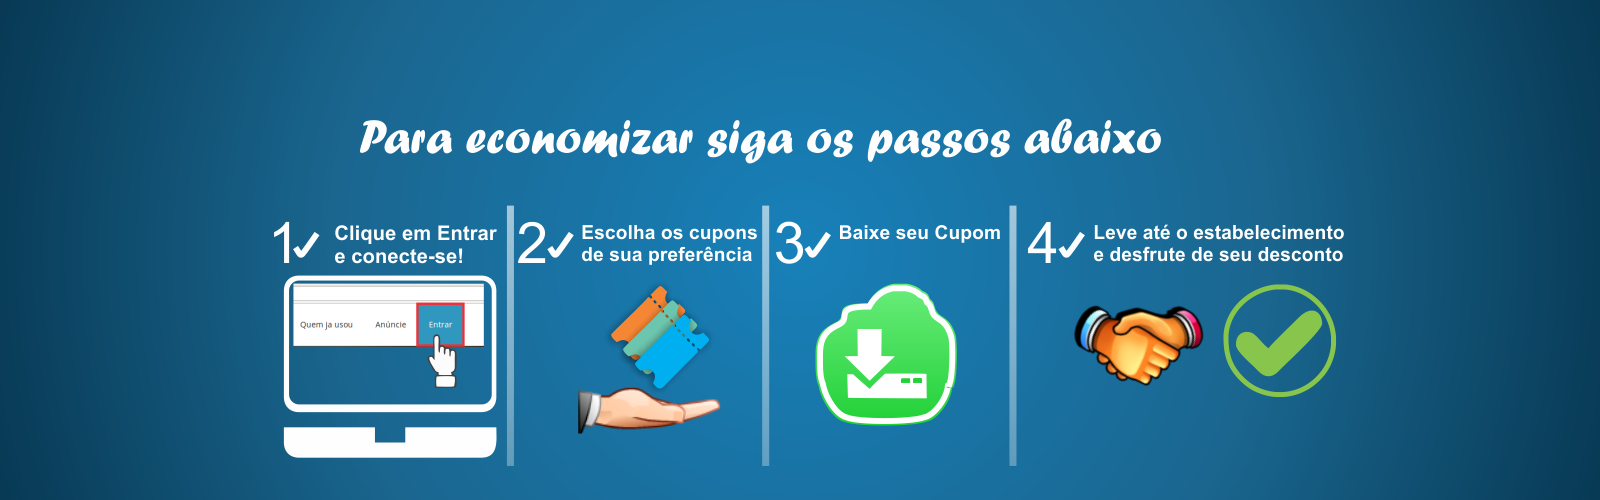 Para economizar siga os passos abaixo
1
Clique em Entrar
e conecte-se!
Quem ja usou Anúncie Entrar
2
Escolha os cupons
de sua preferência
3
Baixe seu Cupom
4
Leve até o estabelecimento
e desfrute de seu desconto